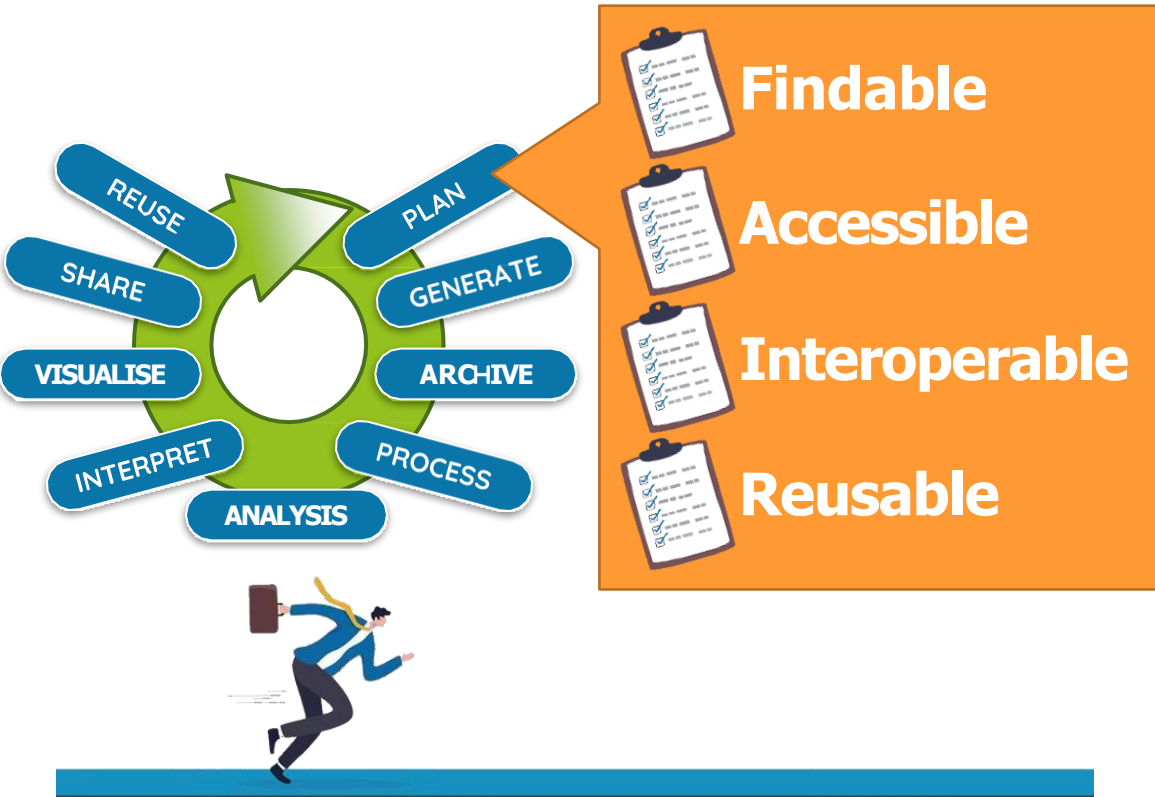 PLAN
GENERATE
ARCHIVE
PROCESS
ANALYSIS
INTERPRET
VISUALISE
SHARE
REUSE
Findable
Accessible
Interoperable
Reusable